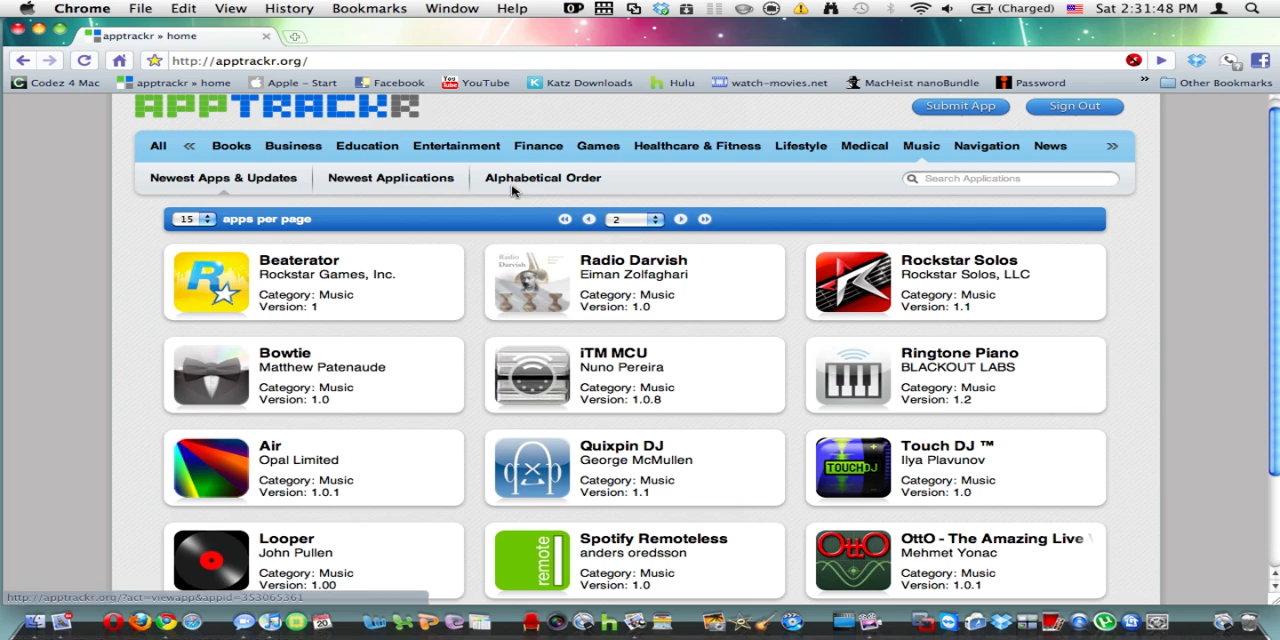 Chrome File Edit View History Bookmarks Window Help (Charged) Sat 2:31:48 PM
apptrackr » home
http://apptrackr.org/
Codez 4 Mac apptrackr » home Apple – Start Facebook YouTube Katz Downloads Hulu watch-movies.net MacHeist nanoBundle Password Other Bookmarks
APPTRACKR Submit App Sign Out
All Books Business Education Entertainment Finance Games Healthcare & Fitness Lifestyle Medical Music Navigation News
Newest Apps & Updates Newest Applications Alphabetical Order Search Applications
15 apps per page 2
Beaterator
Rockstar Games, Inc.
Category: Music
Version: 1
Radio Darvish
Eiman Zolfaghari
Category: Music
Version: 1.0
Rockstar Solos
Rockstar Solos, LLC
Category: Music
Version: 1.1
Bowtie
Matthew Patenaude
Category: Music
Version: 1.0
iTM MCU
Nuno Pereira
Category: Music
Version: 1.0.8
Ringtone Piano
BLACKOUT LABS
Category: Music
Version: 1.2
Air
Opal Limited
Category: Music
Version: 1.0.1
Quixpin DJ
George McMullen
Category: Music
Version: 1.1
TOUCH DJ
Touch DJ ™
Ilya Plavunov
Category: Music
Version: 1.0
Looper
John Pullen
Category: Music
Version: 1.00
remote
Spotify Remoteless
anders oredsson
Category: Music
Version: 1.0
OttO
OttO - The Amazing Live
Mehmet Yonac
Category: Music
Version: 1.0.1
http://apptrackr.org/?act=viewapp&appid=353065361